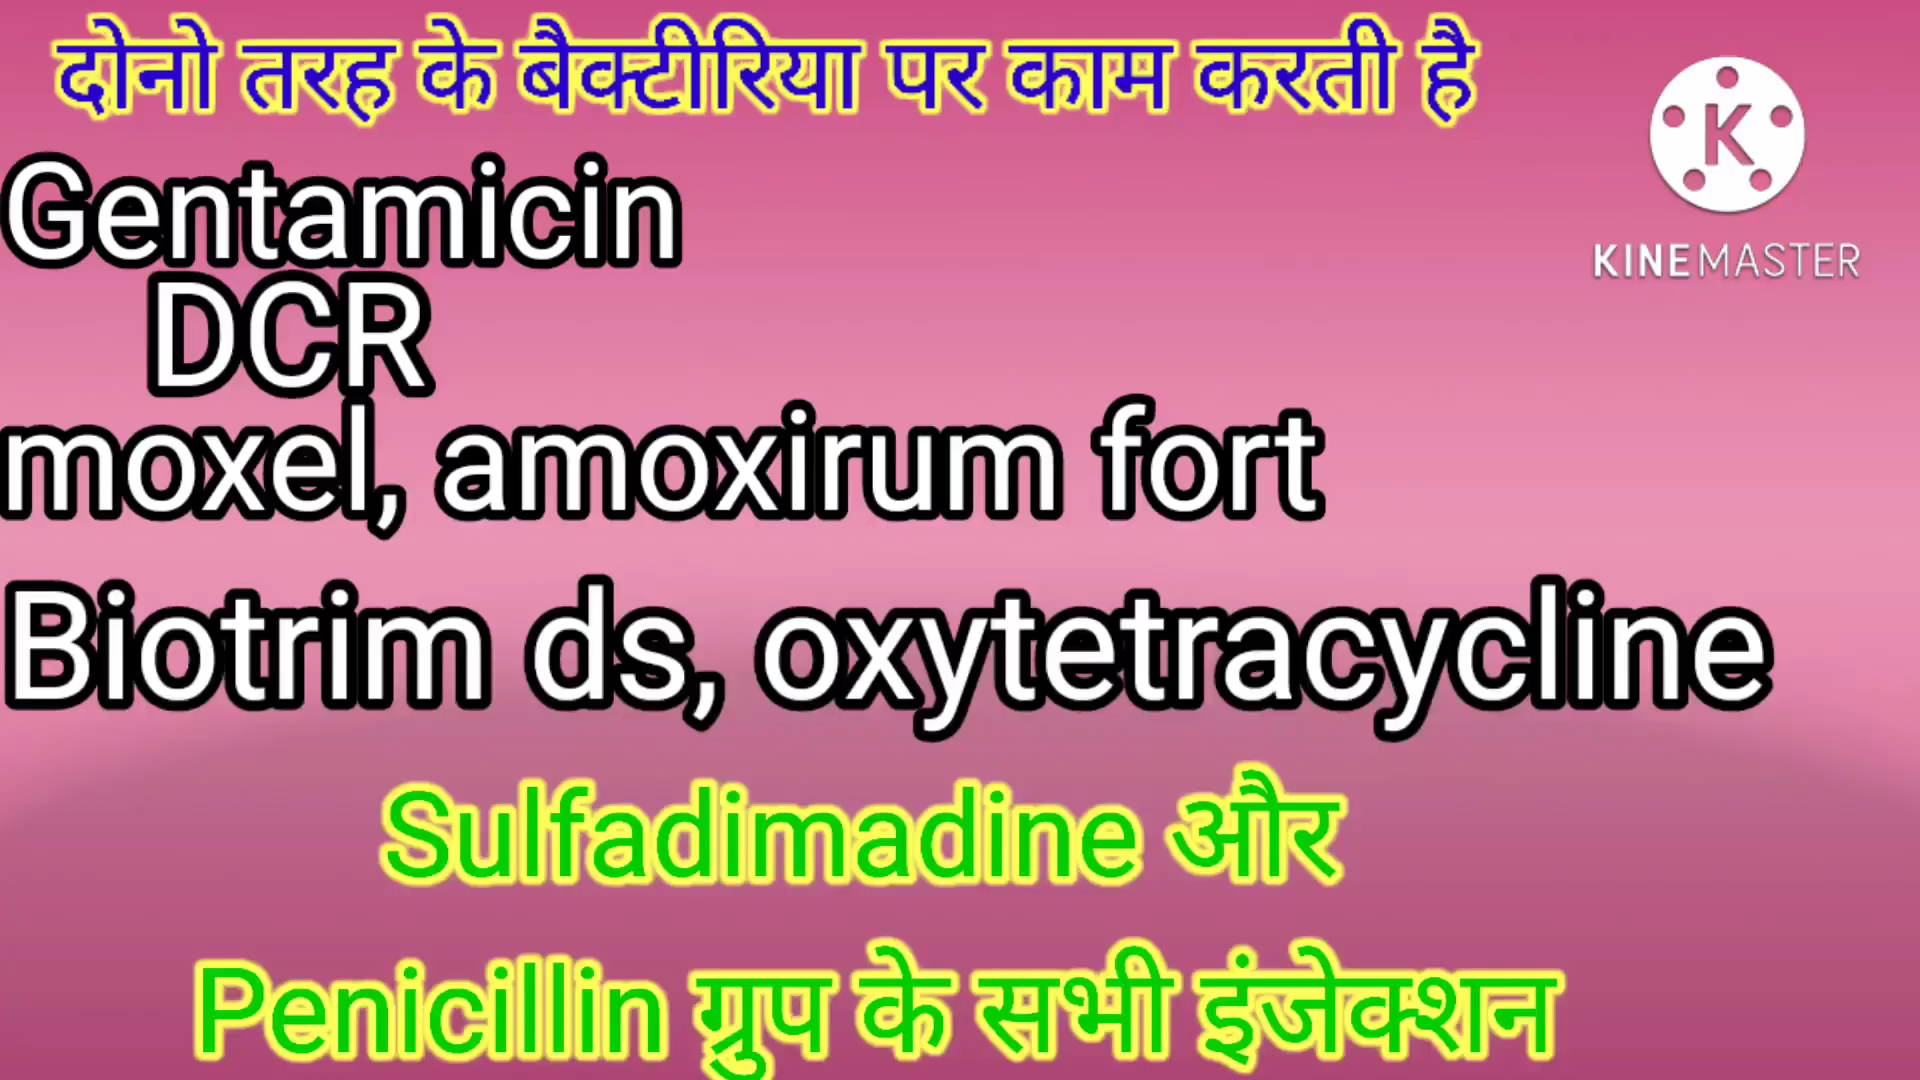 दोनो तरह के बैक्टीरिया पर काम करती है
K
KINEMASTER
Gentamicin
DCR
moxel, amoxirum fort
Biotrim ds, oxytetracycline
Sulfadimadine और
Penicillin ग्रुप के सभी इंजेक्शन